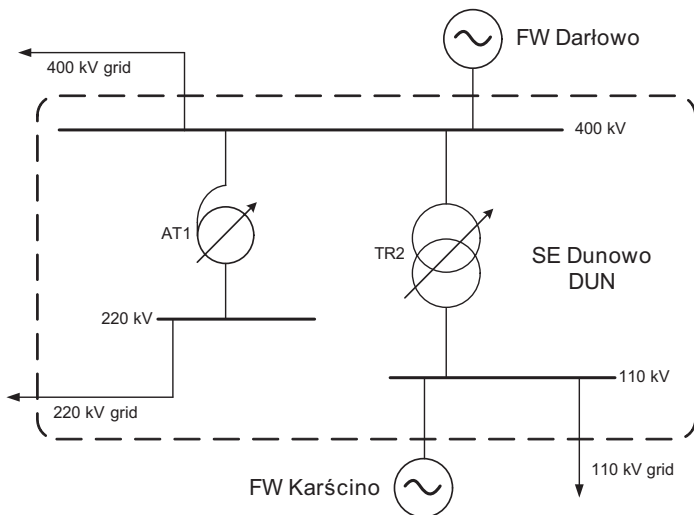 FW Darłowo
400 kV grid
400 kV
AT1
TR2
SE Dunowo
DUN
220 kV
110 kV
220 kV grid
FW Karścino
110 kV grid